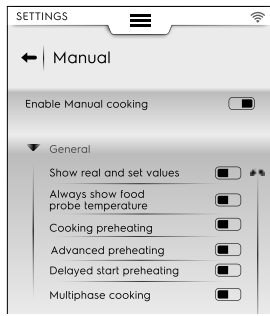 SETTINGS
Manual
Enable Manual cooking
General
Show real and set values
Always show food
probe temperature
Cooking preheating
Advanced preheating
Delayed start preheating
Multiphase cooking